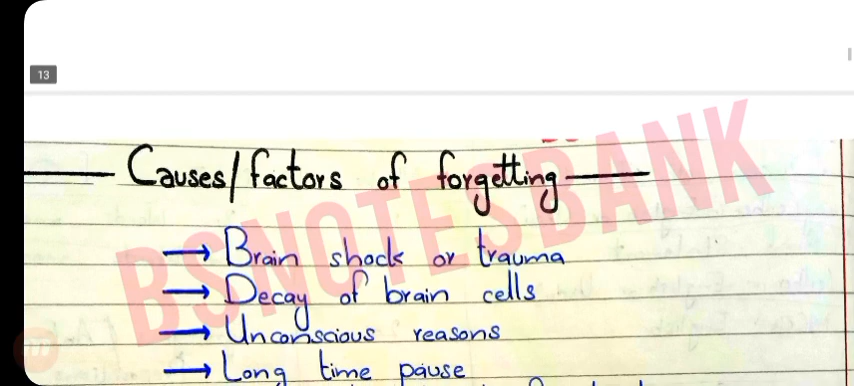 13
Causes/factors of forgetting
BSNOTESBANK
→ Brain shock or trauma
→ Decay of brain cells
→ Unconscious reasons
→ Long time pause